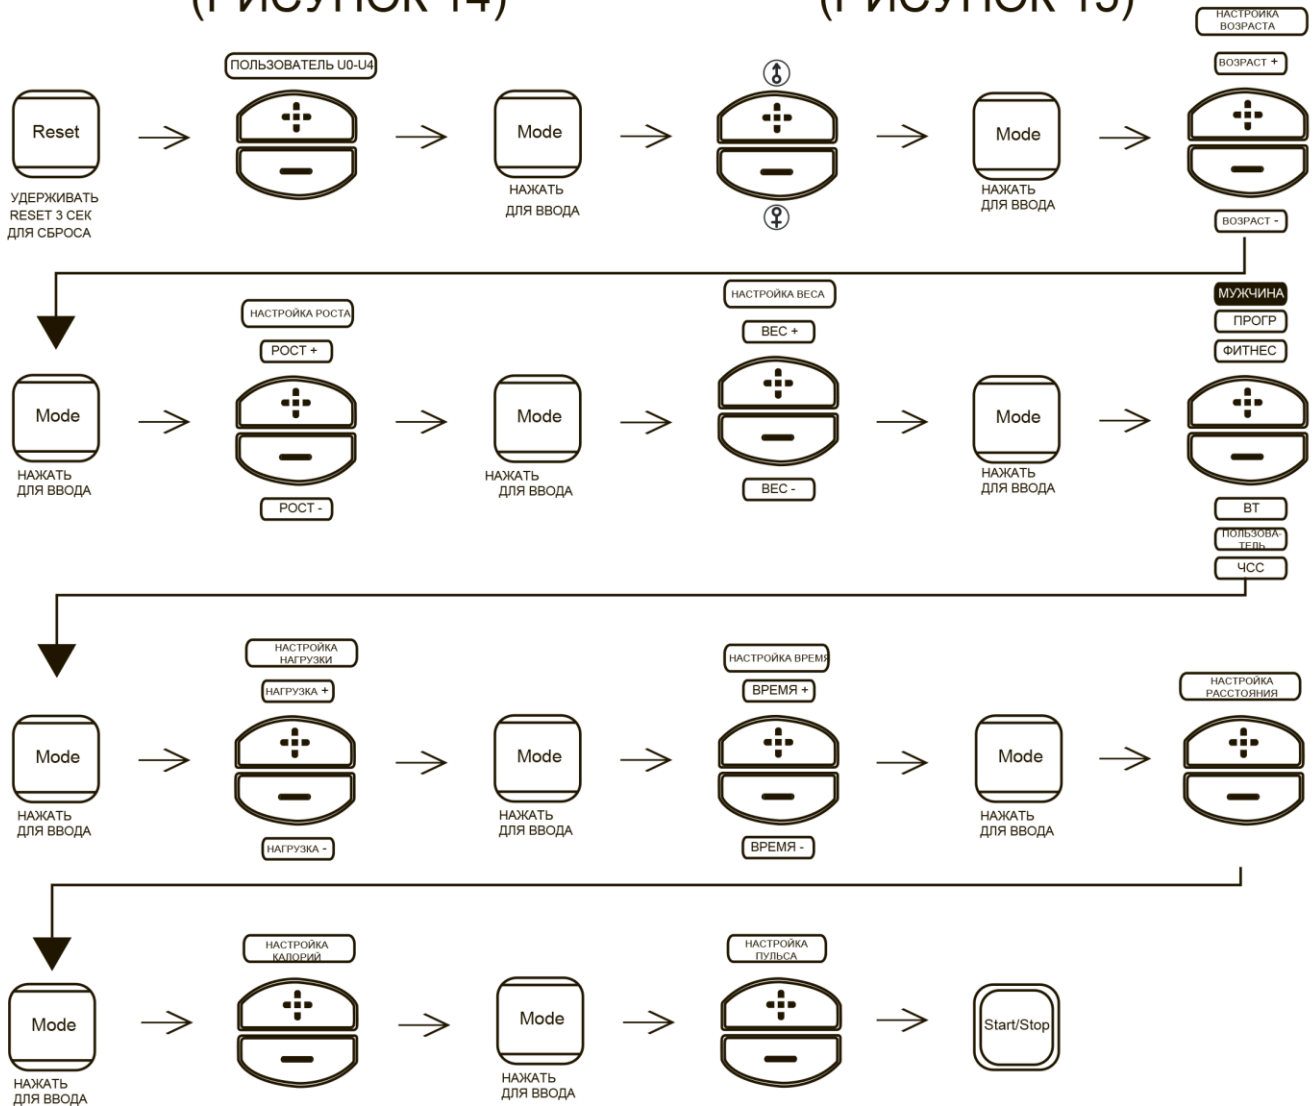 (РИСУНОК 14)
(РИСУНОК 15)
НАСТРОЙКА
ВОЗРАСТА
ПОЛЬЗОВАТЕЛЬ U0-U4
ВОЗРАСТ +
Reset
Mode
Mode
УДЕРЖИВАТЬ
RESET 3 СЕК
ДЛЯ СБРОСА
НАЖАТЬ
ДЛЯ ВВОДА
НАЖАТЬ
ДЛЯ ВВОДА
ВОЗРАСТ -
НАСТРОЙКА РОСТА
РОСТ +
НАСТРОЙКА ВЕСА
ВЕС +
МУЖЧИНА
ПРОГР
ФИТНЕС
Mode
Mode
Mode
НАЖАТЬ
ДЛЯ ВВОДА
РОСТ -
НАЖАТЬ
ДЛЯ ВВОДА
ВЕС -
НАЖАТЬ
ДЛЯ ВВОДА
ВТ
ПОЛЬЗОВА-
ТЕЛЬ
ЧСС
НАСТРОЙКА
НАГРУЗКИ
НАГРУЗКА +
НАСТРОЙКА ВРЕМЯ
ВРЕМЯ +
НАСТРОЙКА
РАССТОЯНИЯ
Mode
Mode
Mode
НАЖАТЬ
ДЛЯ ВВОДА
НАГРУЗКА -
НАЖАТЬ
ДЛЯ ВВОДА
ВРЕМЯ -
НАЖАТЬ
ДЛЯ ВВОДА
НАСТРОЙКА
КАЛОРИЙ
НАСТРОЙКА
ПУЛЬСА
Mode
Mode
Start/Stop
НАЖАТЬ
ДЛЯ ВВОДА
НАЖАТЬ
ДЛЯ ВВОДА